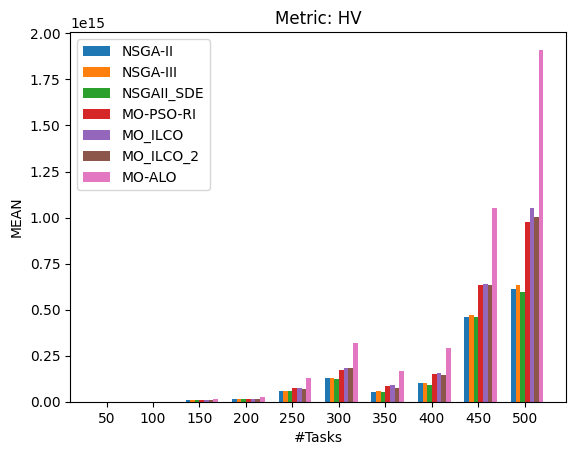 Metric: HV
1e15
2.00
1.75
1.50
1.25
1.00
0.75
0.50
0.25
0.00
MEAN
NSGA-II
NSGA-III
NSGAII_SDE
MO-PSO-RI
MO_ILCO
MO_ILCO_2
MO-ALO
50 100 150 200 250 300 350 400 450 500
#Tasks